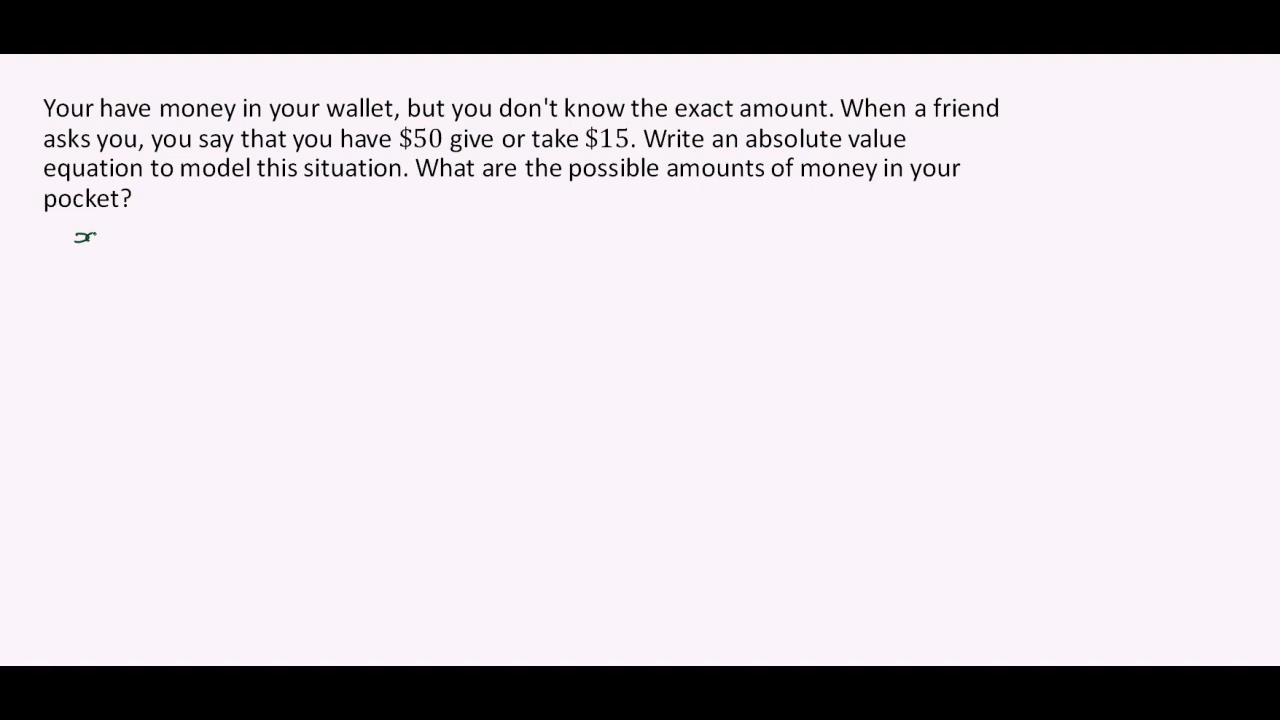 Your have money in your wallet, but you don't know the exact amount. When a friend
asks you, you say that you have $50 give or take $15. Write an absolute value
equation to model this situation. What are the possible amounts of money in your
pocket?
x